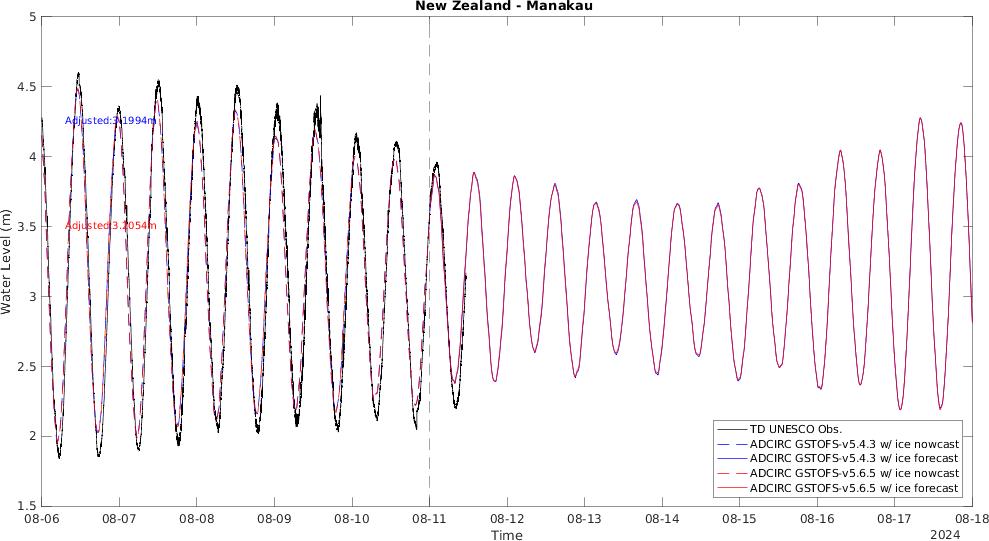 New Zealand - Manakau
5
4.5
4
3.5
3
2.5
2
1.5
Water Level (m)
Adjusted:3.1994m
Adjusted:3.2054m
TD UNESCO Obs.
ADCIRC GSTOFS-v5.4.3 w/ ice nowcast
ADCIRC GSTOFS-v5.4.3 w/ ice forecast
ADCIRC GSTOFS-v5.6.5 w/ ice nowcast
ADCIRC GSTOFS-v5.6.5 w/ ice forecast
08-06 08-07 08-08 08-09 08-10 08-11 08-12 08-13 08-14 08-15 08-16 08-17 08-18
Time
2024